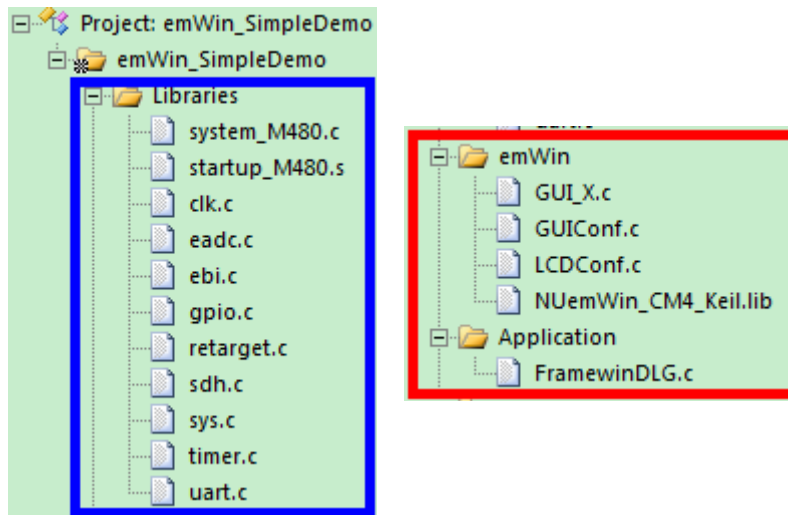 Project: emWin_SimpleDemo
emWin_SimpleDemo
Libraries
system_M480.c
startup_M480.s
clk.c
eadc.c
ebi.c
gpio.c
retarget.c
sdh.c
sys.c
timer.c
uart.c
emWin
GUI_X.c
GUIConf.c
LCDConf.c
NUemWin_CM4_Keil.lib
Application
FramewinDLG.c